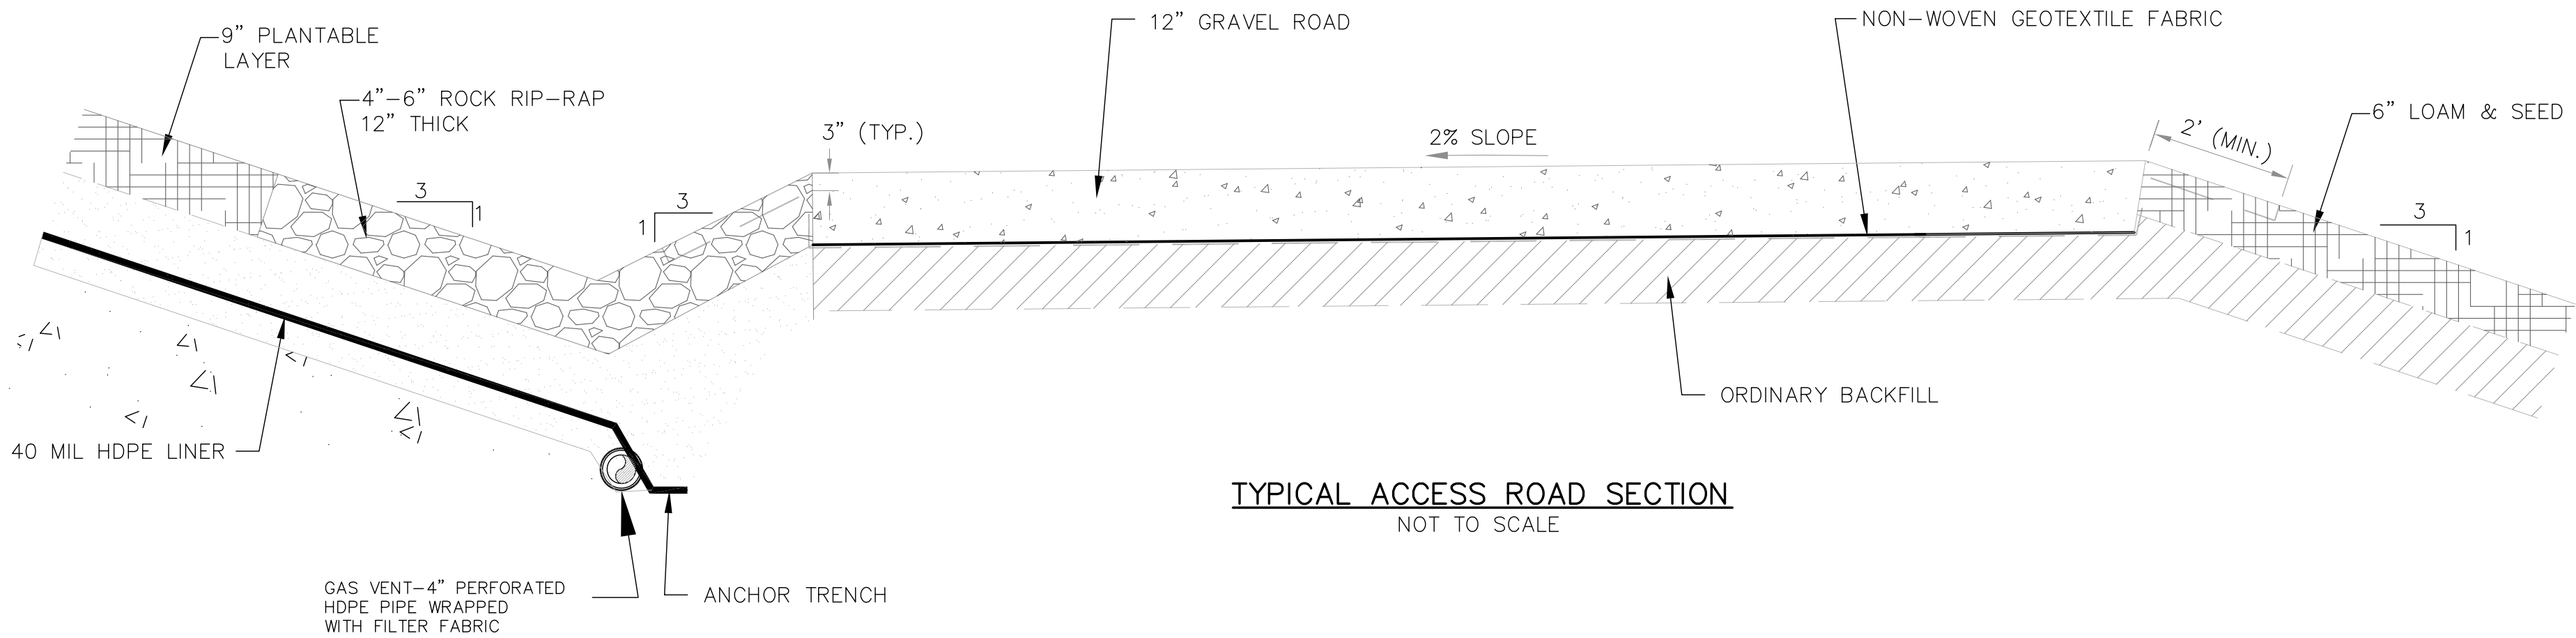 9” PLANTABLE
LAYER
4”-6” ROCK RIP-RAP
12” THICK
3
1
3
1
3” (TYP.)
12” GRAVEL ROAD
2% SLOPE
NON-WOVEN GEOTEXTILE FABRIC
2’ (MIN.)
6” LOAM & SEED
3
1
40 MIL HDPE LINER
ORDINARY BACKFILL
TYPICAL ACCESS ROAD SECTION
NOT TO SCALE
GAS VENT-4” PERFORATED
HDPE PIPE WRAPPED
WITH FILTER FABRIC
ANCHOR TRENCH